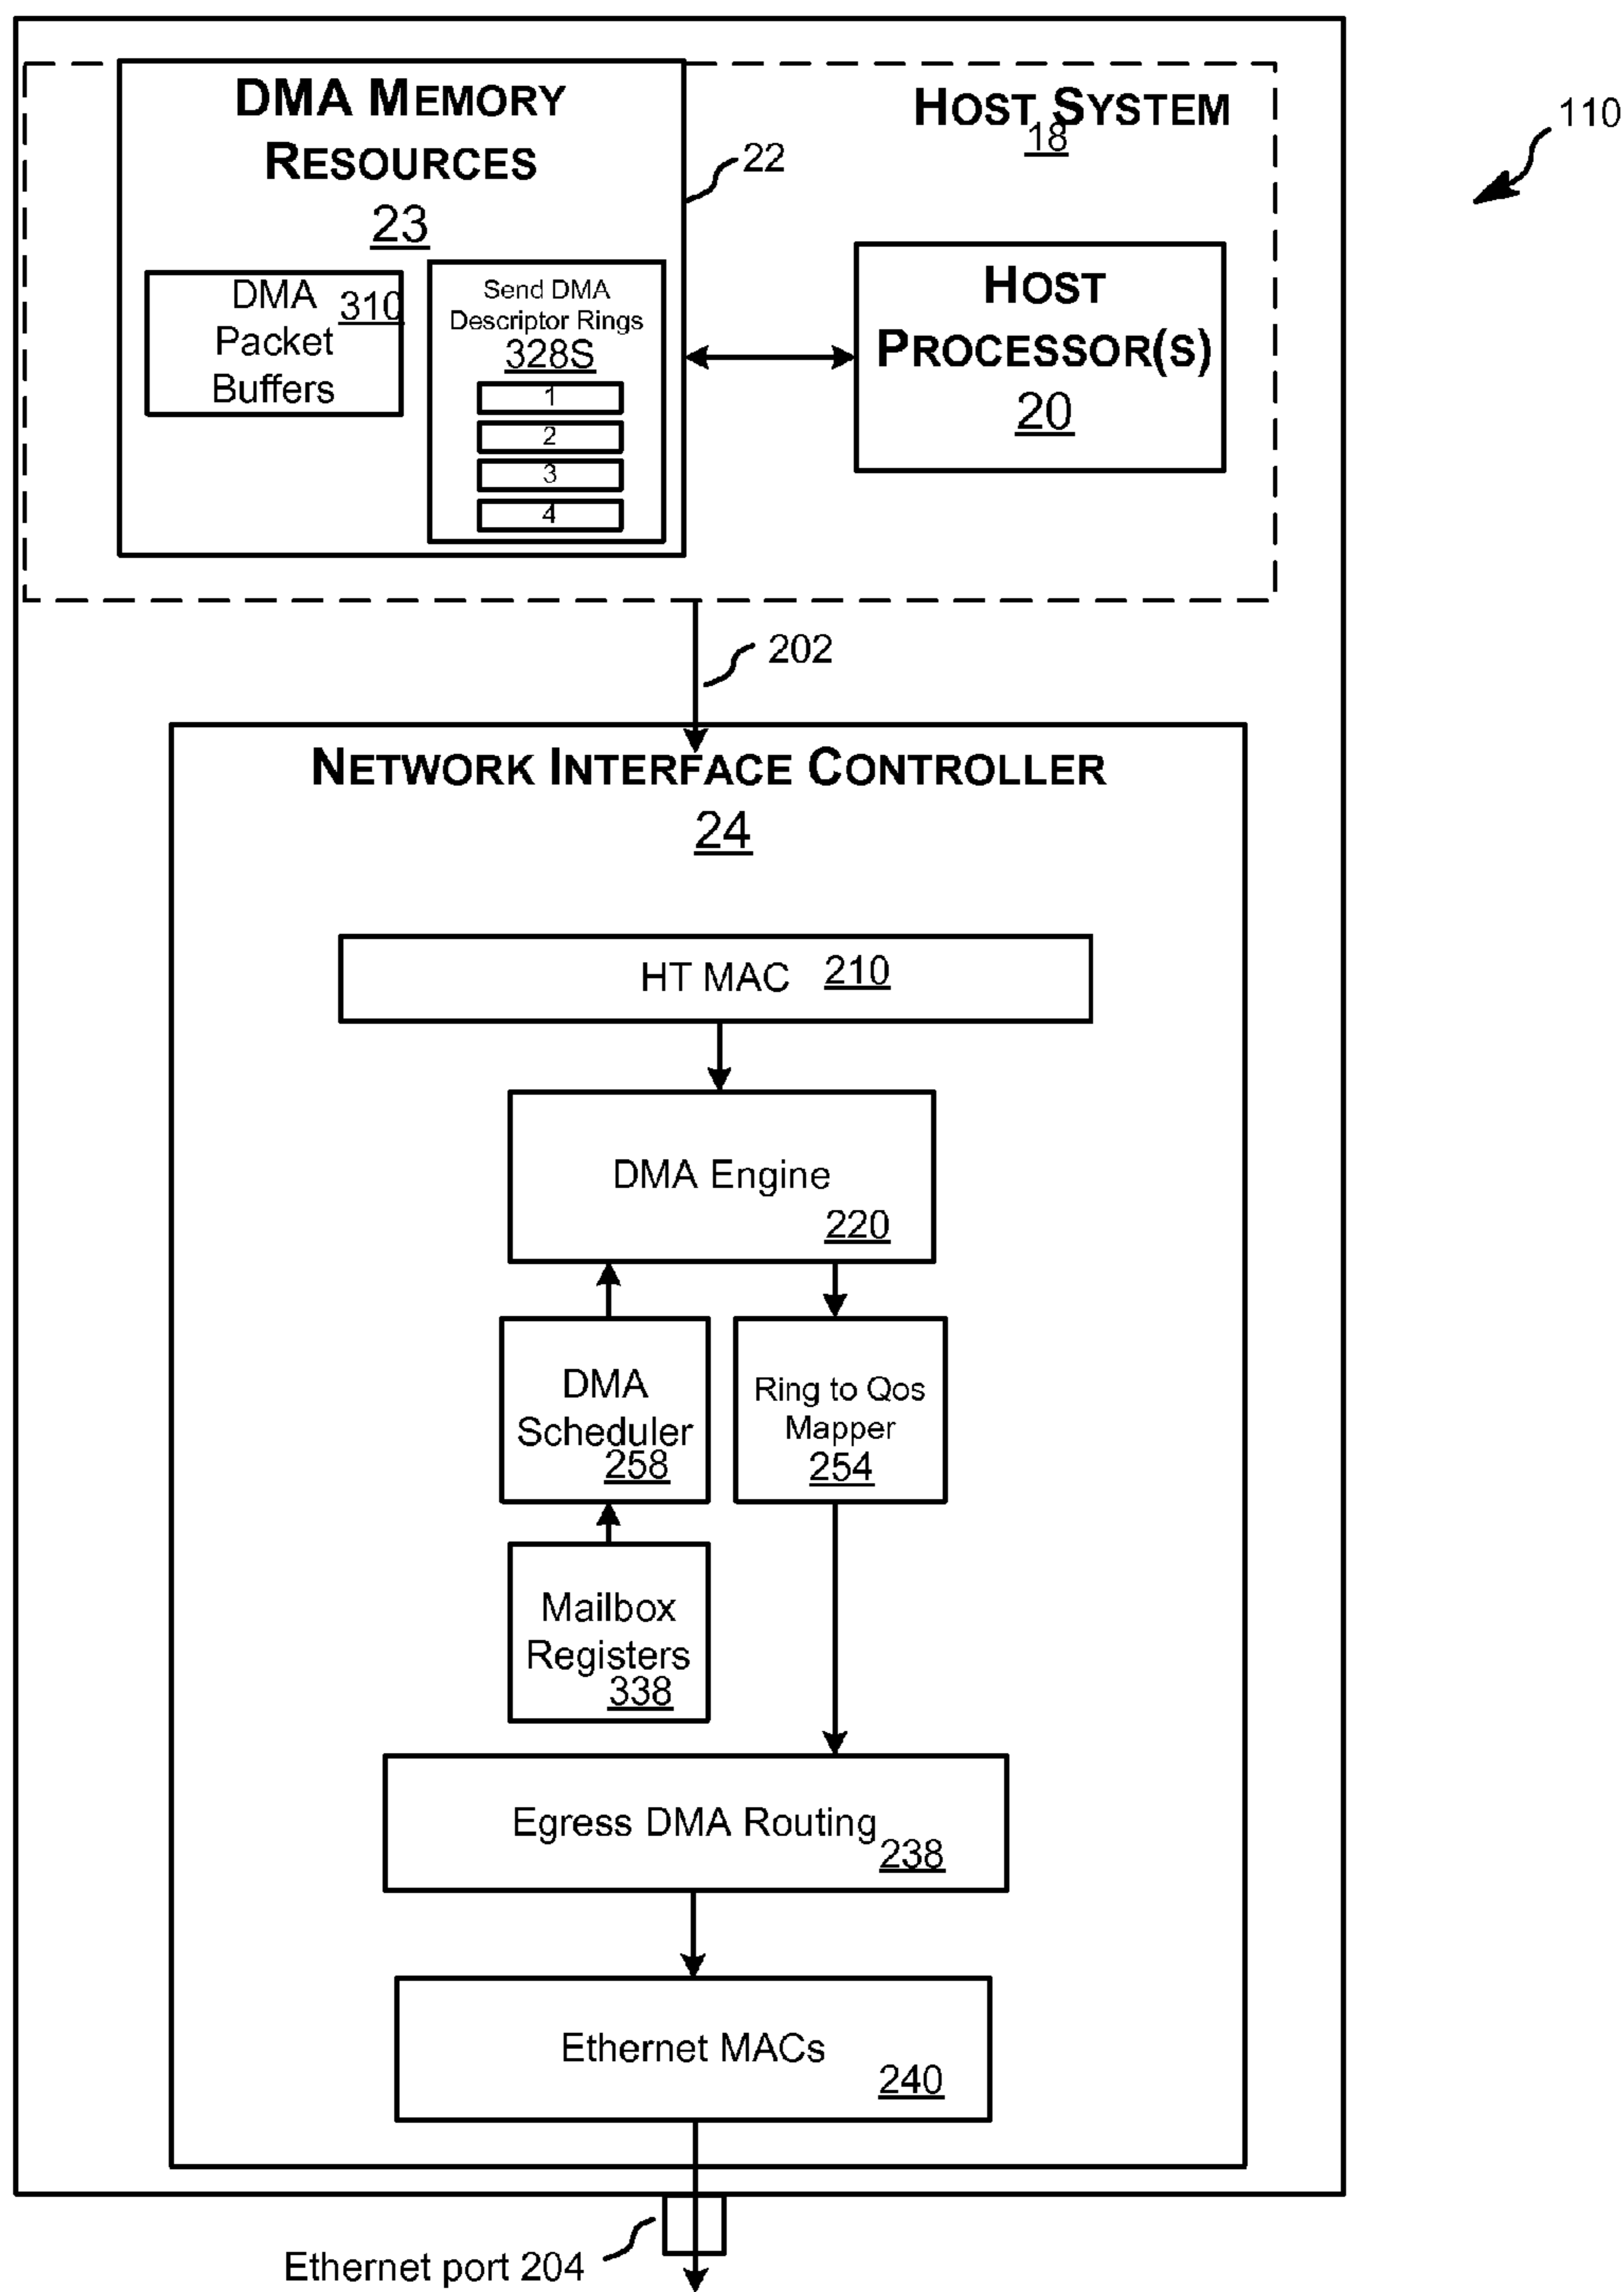 DMA MEMORY
RESOURCES
23
HOST SYSTEM
18
110
22
DMA
310
Packet
Buffers
Send DMA
Descriptor Rings
328S
1
2
3
4
HOST
PROCESSOR(S)
20
202
NETWORK INTERFACE CONTROLLER
24
HT MAC 210
DMA Engine
220
DMA
Scheduler
258
Ring to Qos
Mapper
254
Mailbox
Registers
338
Egress DMA Routing
238
Ethernet MACs
240
Ethernet port 204